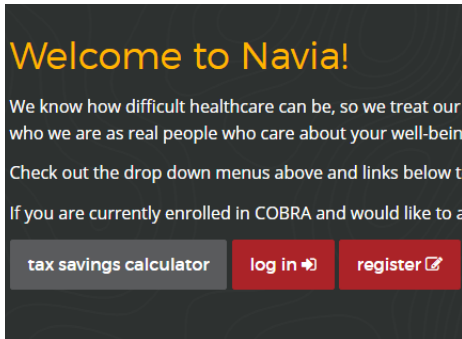 Welcome to Navia!
We know how difficult healthcare can be, so we treat our
who we are as real people who care about your well-bein
Check out the drop down menus above and links below t
If you are currently enrolled in COBRA and would like to a
tax savings calculator log in register